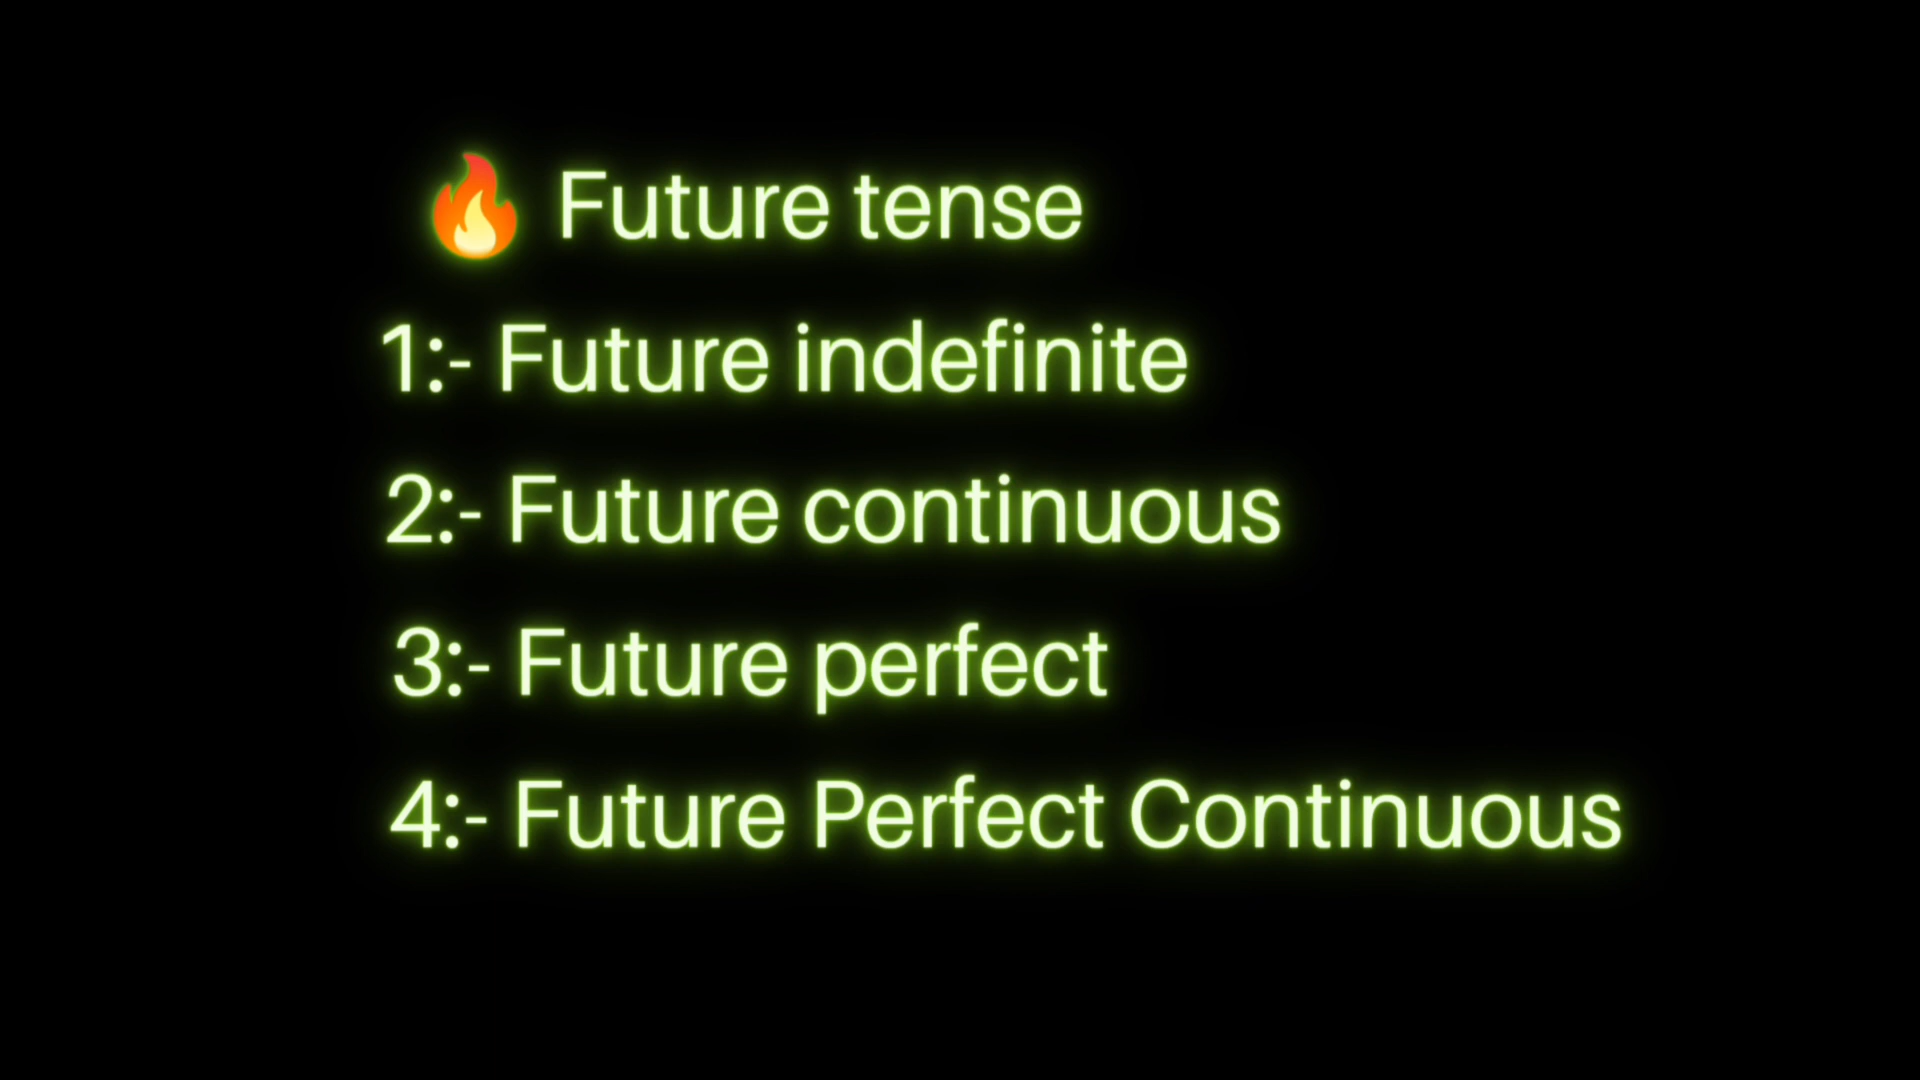 🔥 Future tense
1:- Future indefinite
2:- Future continuous
3:- Future perfect
4:- Future Perfect Continuous